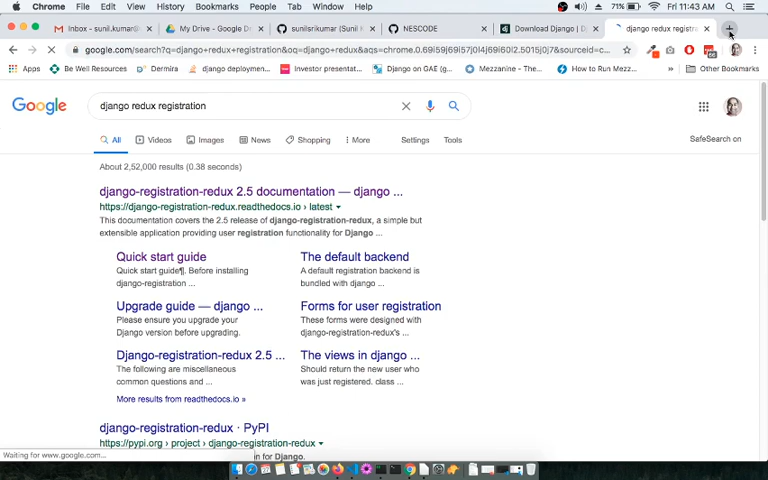 Chrome File Edit View History Bookmarks People Tab Window Help 71% Fri 11:43 AM
Inbox - sunil.kumar@ My Drive - Google D sunilsrikumar (Sunil K NESCODE Download Django | D django redux registra
google.com/search?q=django+redux+registration&oq=django+redux&aqs=chrome.0.69i59j69i57j0l4j69i60l2.5015j0j7&sourceid=c...
Apps Be Well Resources Investor presentat... django deploymen... Django on GAE (g... Mezzanine - The... How to Run Mezz... Other Bookmarks
Google django redux registration
All Videos Images News Shopping More Settings Tools SafeSearch on
About 2,52,000 results (0.38 seconds)
django-registration-redux 2.5 documentation — django ...
https://django-registration-redux.readthedocs.io › latest
This documentation covers the 2.5 release of django-registration-redux, a simple but
extensible application providing user registration functionality for Django ...
Quick start guide
Quick start guide¶. Before installing
django-registration ...
The default backend
A default registration backend is
bundled with django ...
Upgrade guide — django ...
Please ensure you upgrade your
Django version before upgrading.
Forms for user registration
These forms were designed with
django-registration-redux's ...
Django-registration-redux 2.5 ...
The following are miscellaneous
common questions and ...
The views in django ...
Should return the new user who
was just registered. class ...
More results from readthedocs.io »
django-registration-redux · PyPI
https://pypi.org › project › django-registration-redux
Waiting for www.google.com...
n for Django.